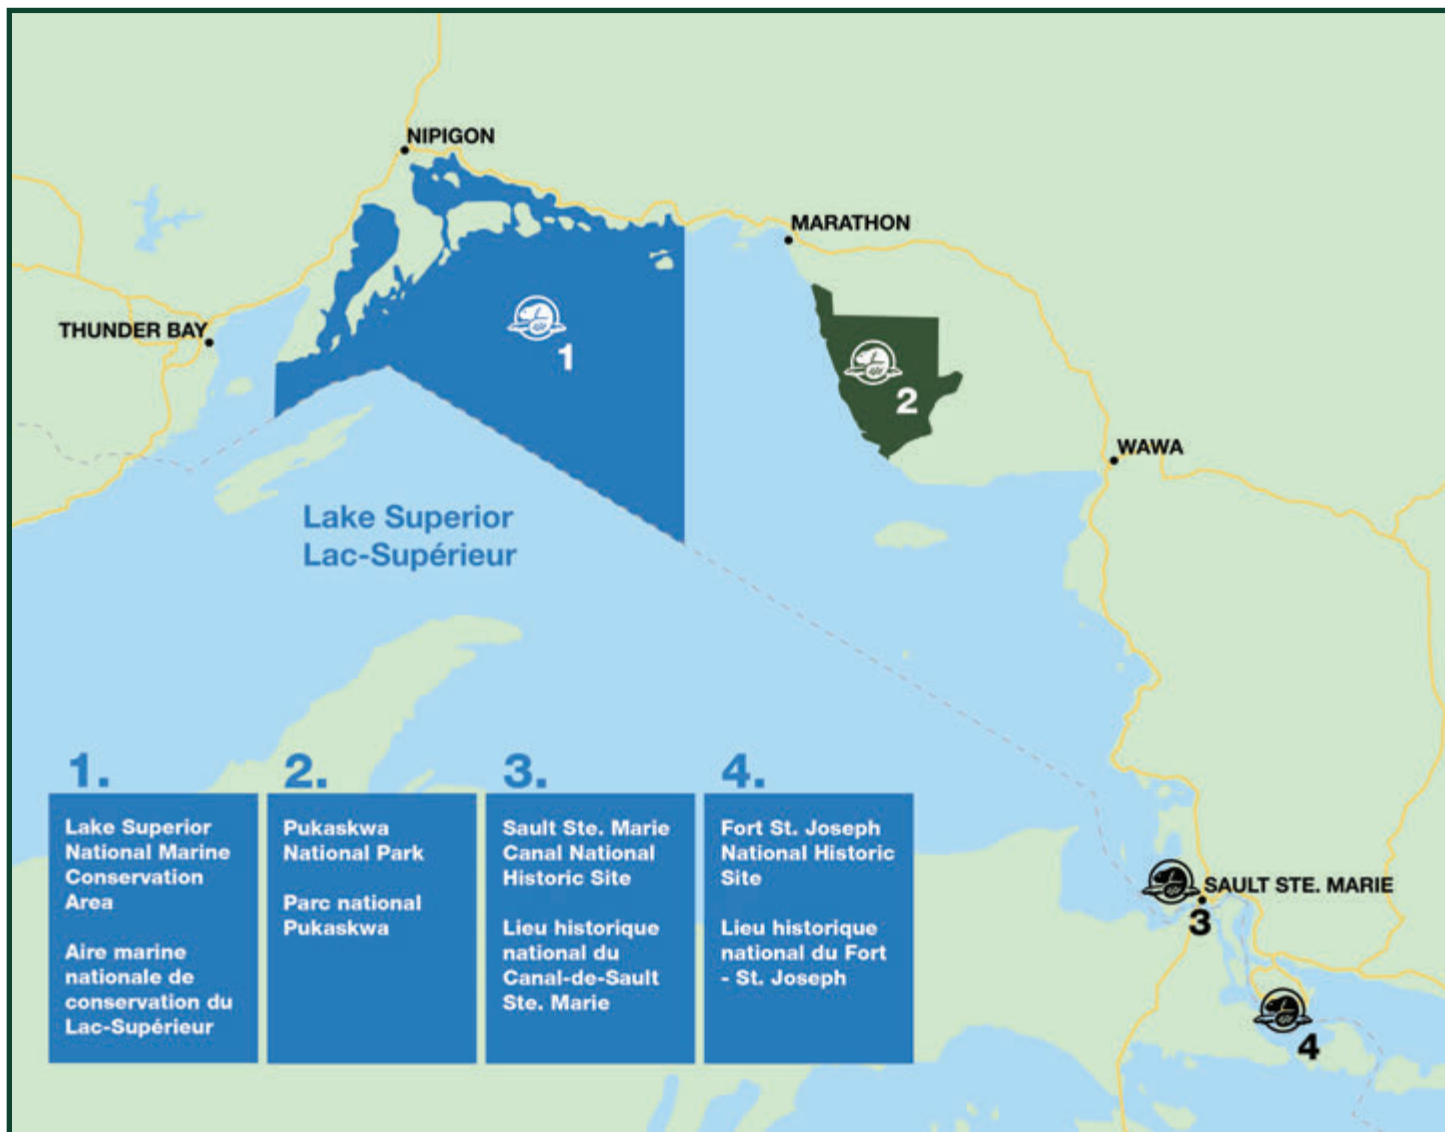 NIPIGON
MARATHON
THUNDER BAY
1
2
WAWA
Lake Superior
Lac-Supérieur
SAULT STE. MARIE
3
4
1.
Lake Superior
National Marine
Conservation
Area
Aire marine
nationale de
conservation du
Lac-Supérieur
2.
Pukaskwa
National Park
Parc national
Pukaskwa
3.
Sault Ste. Marie
Canal National
Historic Site
Lieu historique
national du
Canal-de-Sault
Ste. Marie
4.
Fort St. Joseph
National Historic
Site
Lieu historique
national du Fort
- St. Joseph